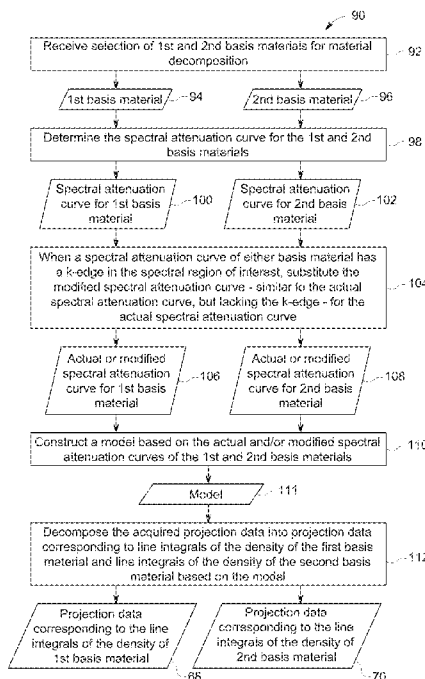 90
Receive selection of 1st and 2nd basis materials for material
decomposition
92
1st basis material
94
2nd basis material
96
Determine the spectral attenuation curve for the 1st and 2nd
basis materials
98
Spectral attenuation
curve for 1st basis
material
100
Spectral attenuation
curve for 2nd basis
material
102
When a spectral attenuation curve of either basis material has
a k-edge in the spectral region of interest, substitute the
modified spectral attenuation curve - similar to the actual
spectral attenuation curve, but lacking the k-edge - for the
actual spectral attenuation curve
104
Actual or modified
spectral attenuation
curve for 1st basis
material
106
Actual or modified
spectral attenuation
curve for 2nd basis
material
108
Construct a model based on the actual and/or modified spectral
attenuation curves of the 1st and 2nd basis materials
110
Model
111
Decompose the acquired projection data into projection data
corresponding to line integrals of the density of the first basis
material and line integrals of the density of the second basis
material based on the model
112
Projection data
corresponding to the line
integrals of the density of
1st basis material
68
Projection data
corresponding to the line
integrals of the density of
2nd basis material
70